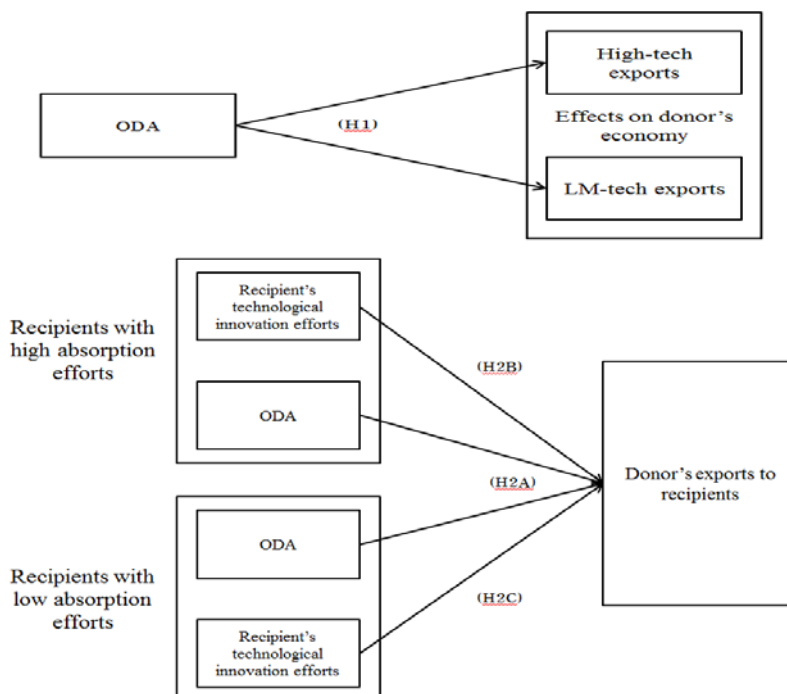 High-tech
exports
ODA
(H1)
Effects on donor's
economy
LM-tech exports
Recipient's
technological
innovation efforts
Recipients with
high absorption
efforts
(H2B)
ODA
Donor's exports to
recipients
(H2A)
ODA
Recipients with
low absorption
efforts
(H2C)
Recipient's
technological
innovation efforts